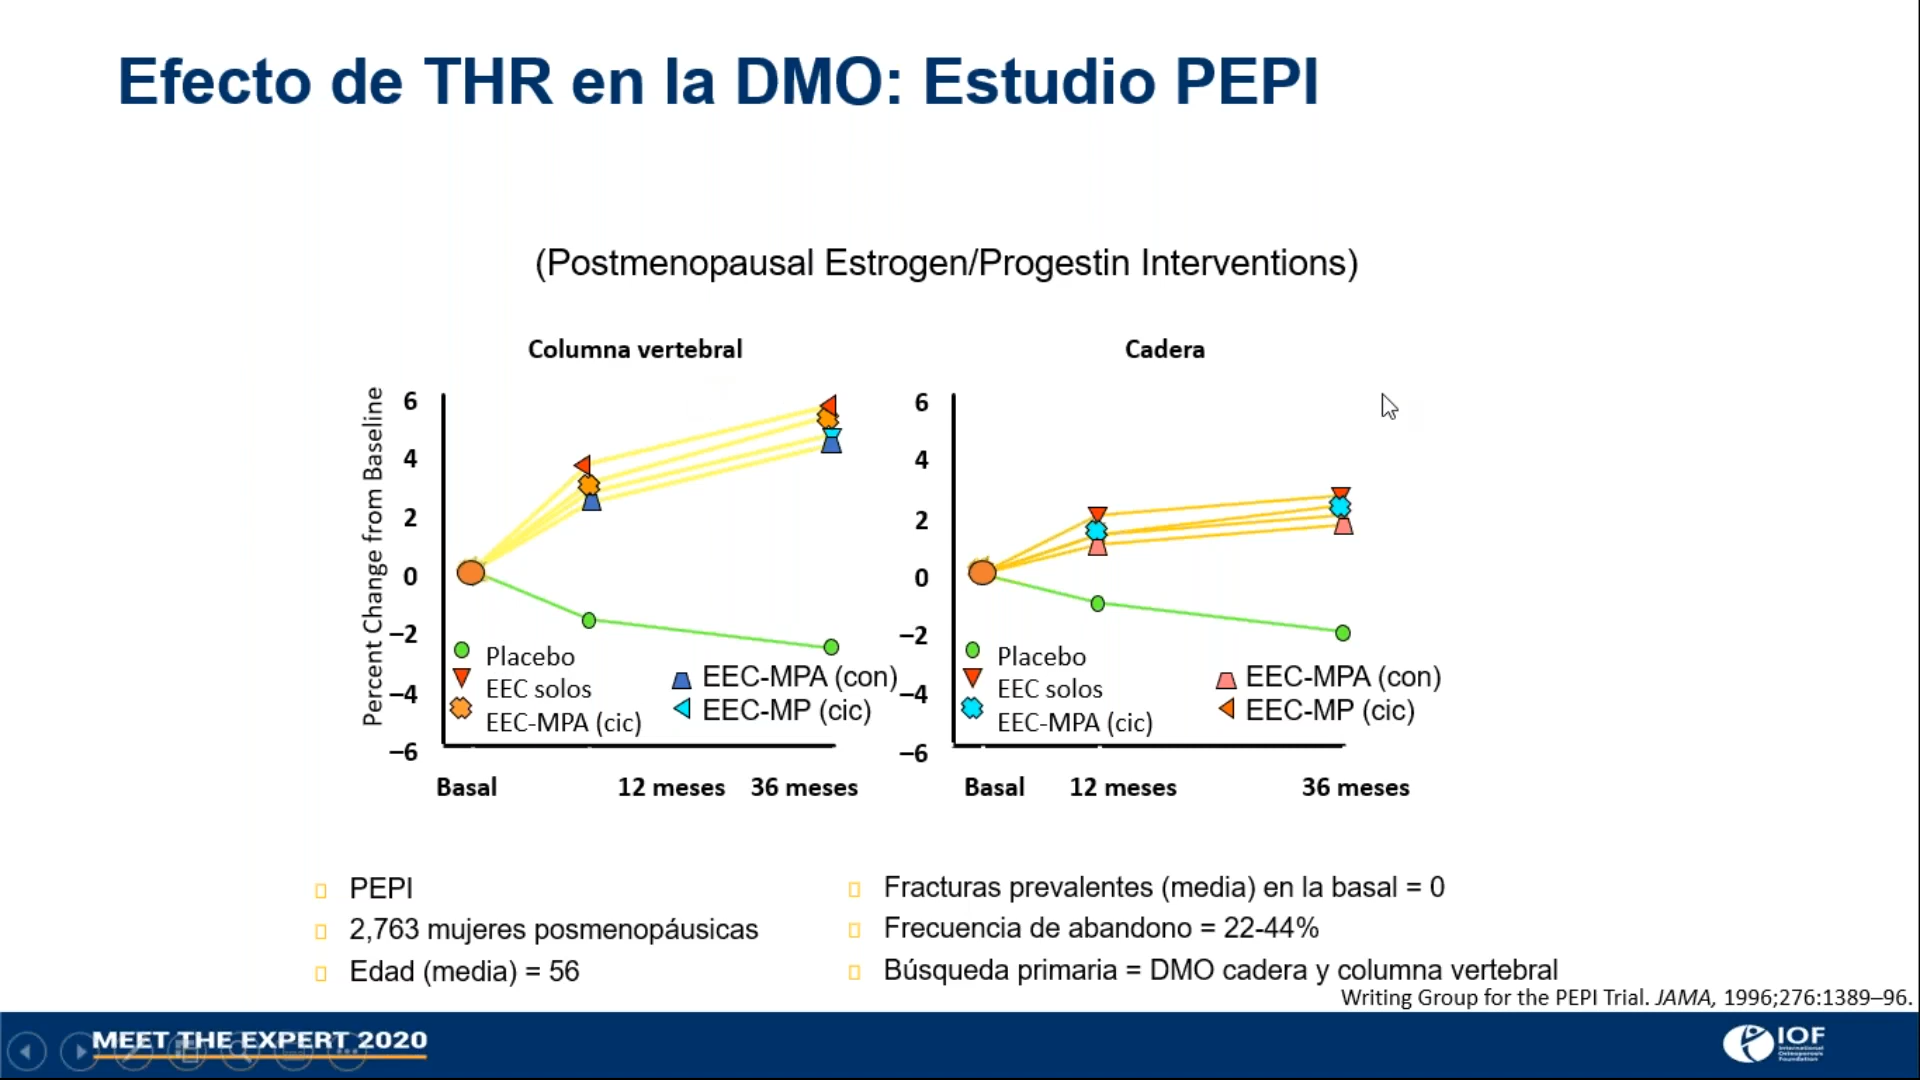 Efecto de THR en la DMO: Estudio PEPI
(Postmenopausal Estrogen/Progestin Interventions)
Columna vertebral
Percent Change from Baseline
6
4
2
0
–2
–4
–6
Placebo
EEC solos
EEC-MPA (cic)
EEC-MPA (con)
EEC-MP (cic)
Basal
12 meses
36 meses
Cadera
6
4
2
0
–2
–4
–6
Placebo
EEC solos
EEC-MPA (cic)
EEC-MPA (con)
EEC-MP (cic)
Basal
12 meses
36 meses
PEPI
2,763 mujeres posmenopáusicas
Edad (media) = 56
Fracturas prevalentes (media) en la basal = 0
Frecuencia de abandono = 22-44%
Búsqueda primaria = DMO cadera y columna vertebral
Writing Group for the PEPI Trial. JAMA, 1996;276:1389–96.
MEET THE EXPERT 2020
IOF
International
Osteoporosis
Foundation